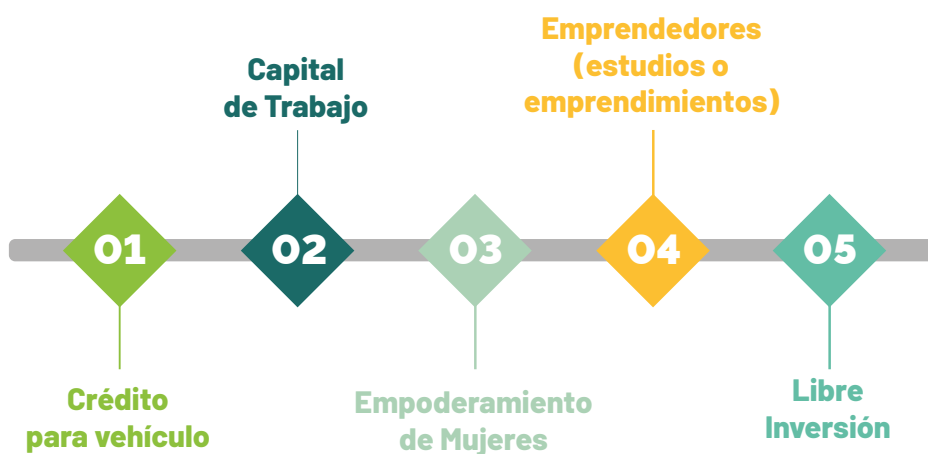 Emprendedores
(estudios o
emprendimientos)
Capital
de Trabajo
01
02
03
04
05
Crédito
para vehículo
Empoderamiento
de Mujeres
Libre
Inversión